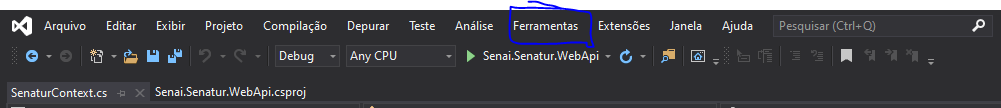 Arquivo Editar Exibir Projeto Compilação Depurar Teste Análise Ferramentas Extensões Janela Ajuda Pesquisar (Ctrl+Q)
Debug Any CPU Senai.Senatur.WebApi
SenaturContext.cs Senai.Senatur.WebApi.csproj